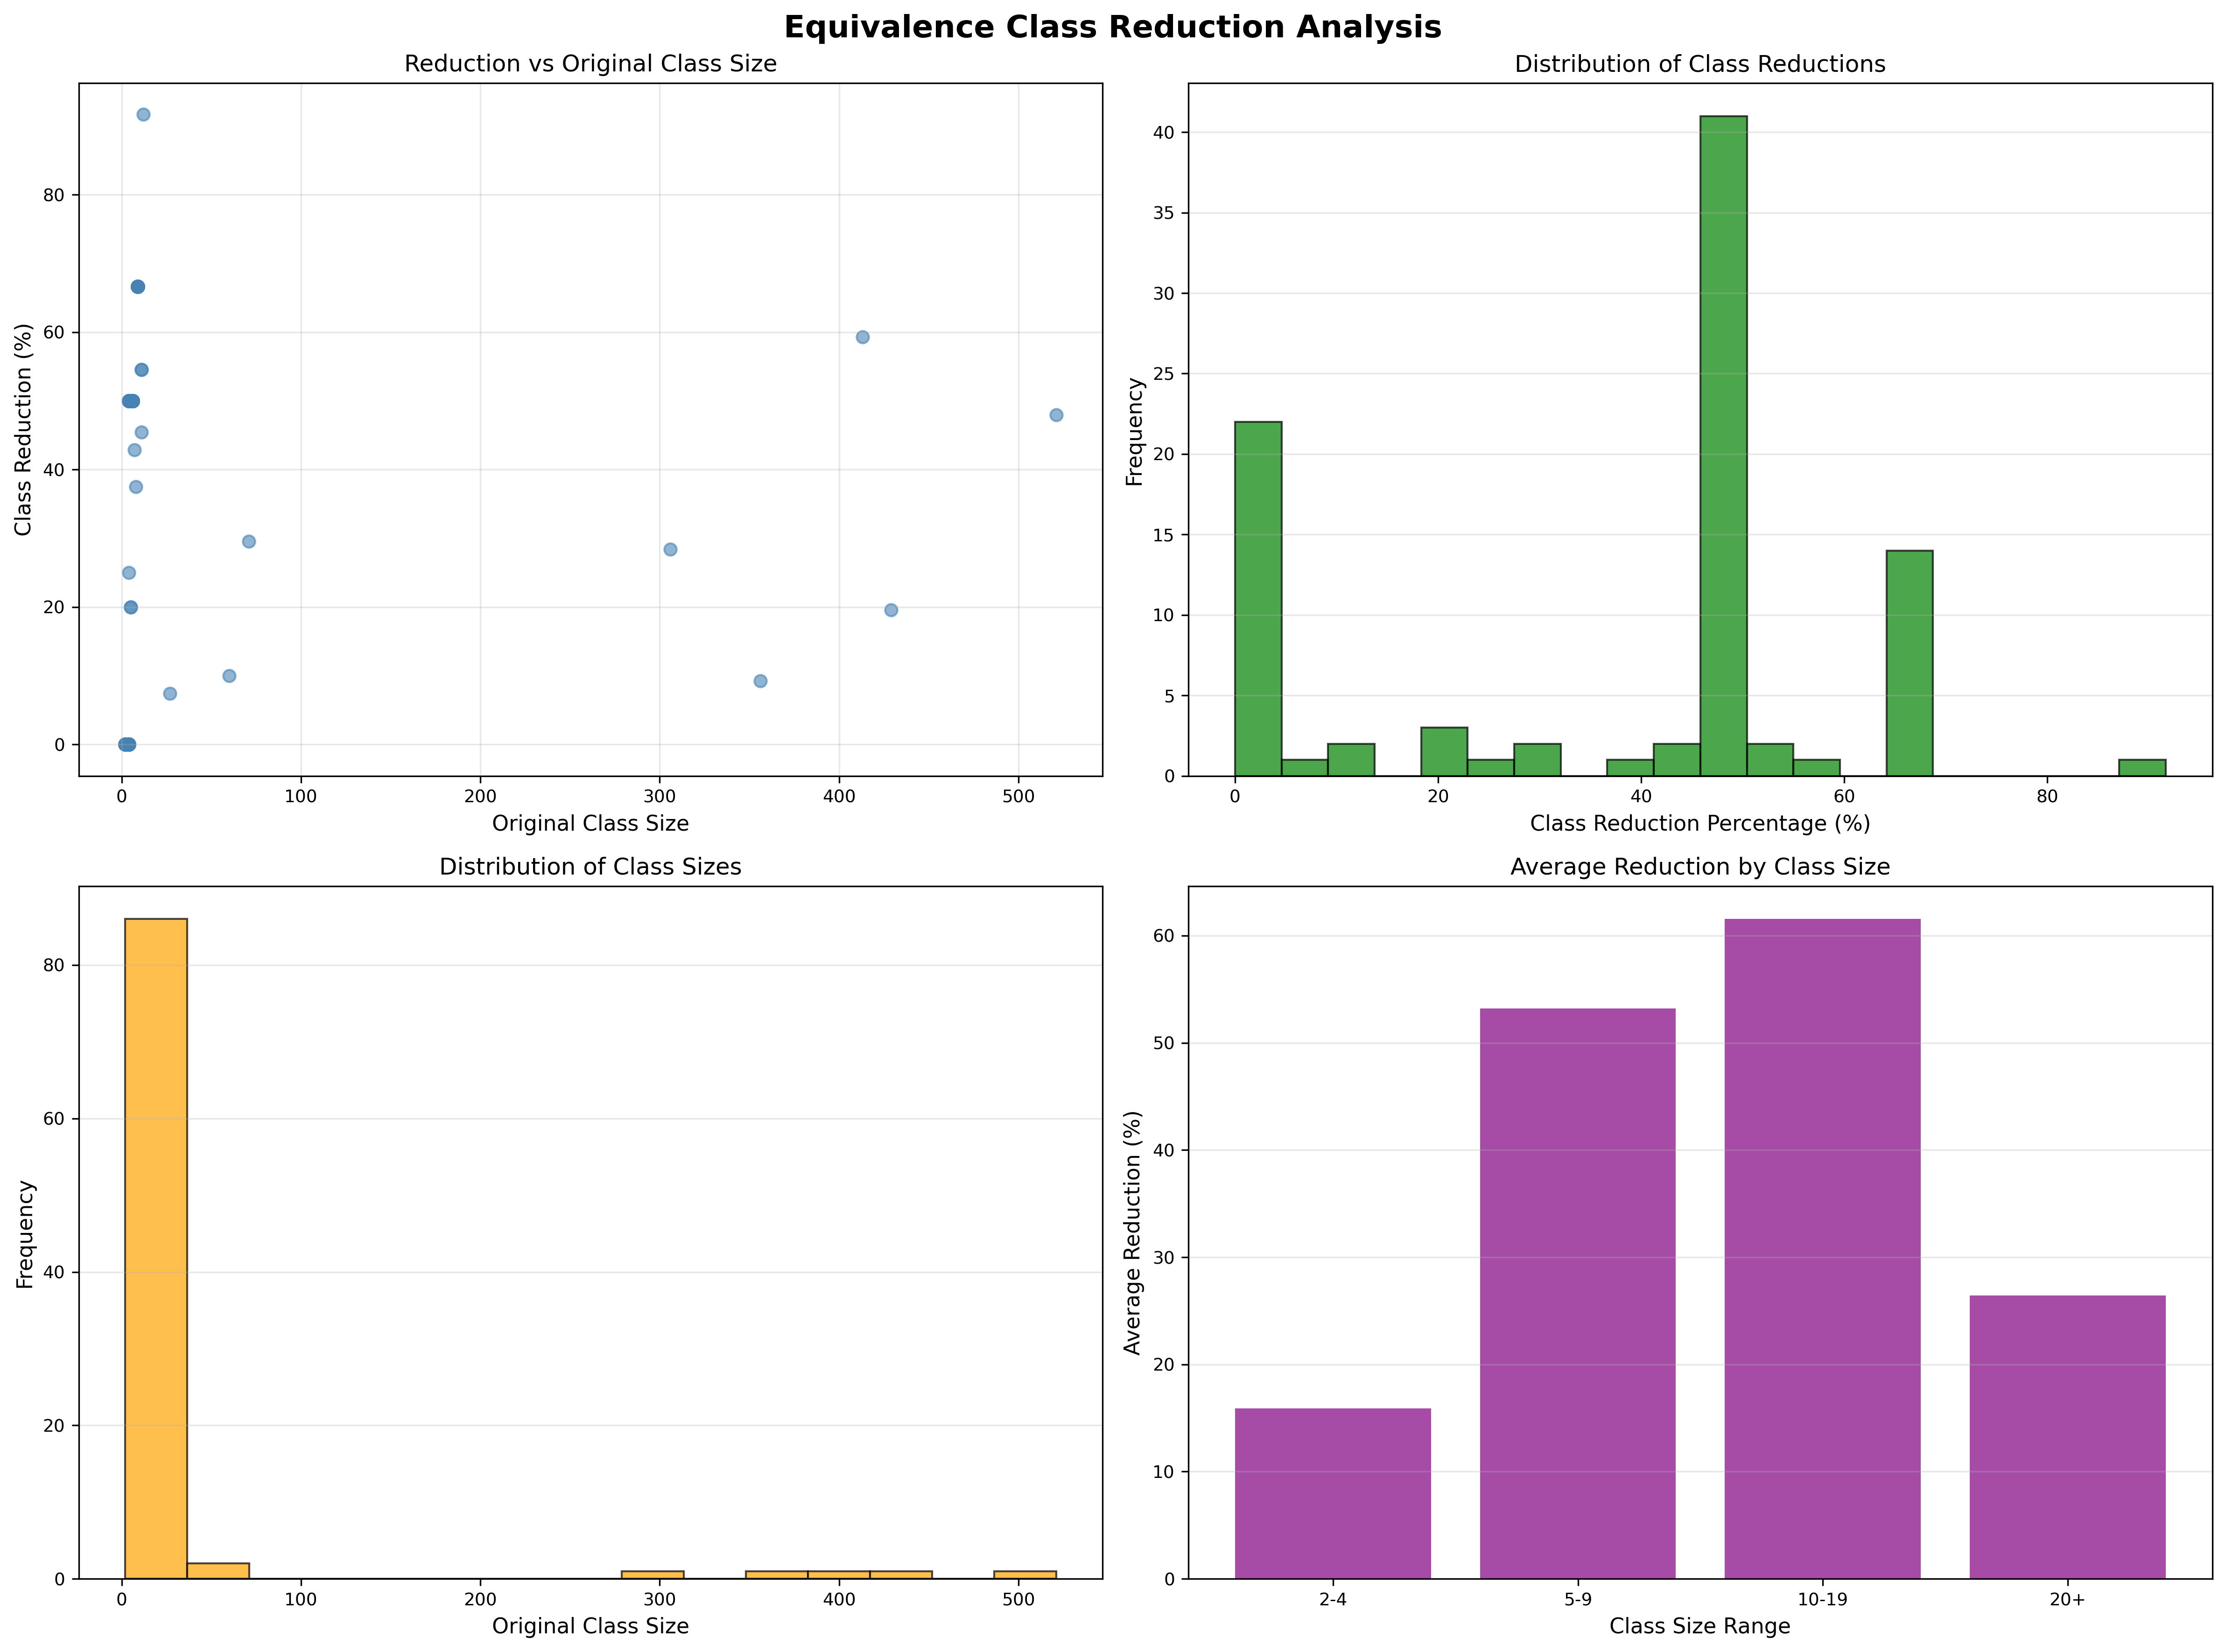 Equivalence Class Reduction Analysis
Reduction vs Original Class Size
Class Reduction (%)
80
60
40
20
0
0 100 200 300 400 500
Original Class Size
Distribution of Class Reductions
Frequency
40
35
30
25
20
15
10
5
0
0 20 40 60 80
Class Reduction Percentage (%)
Distribution of Class Sizes
Frequency
80
60
40
20
0
0 100 200 300 400 500
Original Class Size
Average Reduction by Class Size
Average Reduction (%)
60
50
40
30
20
10
0
2-4 5-9 10-19 20+
Class Size Range